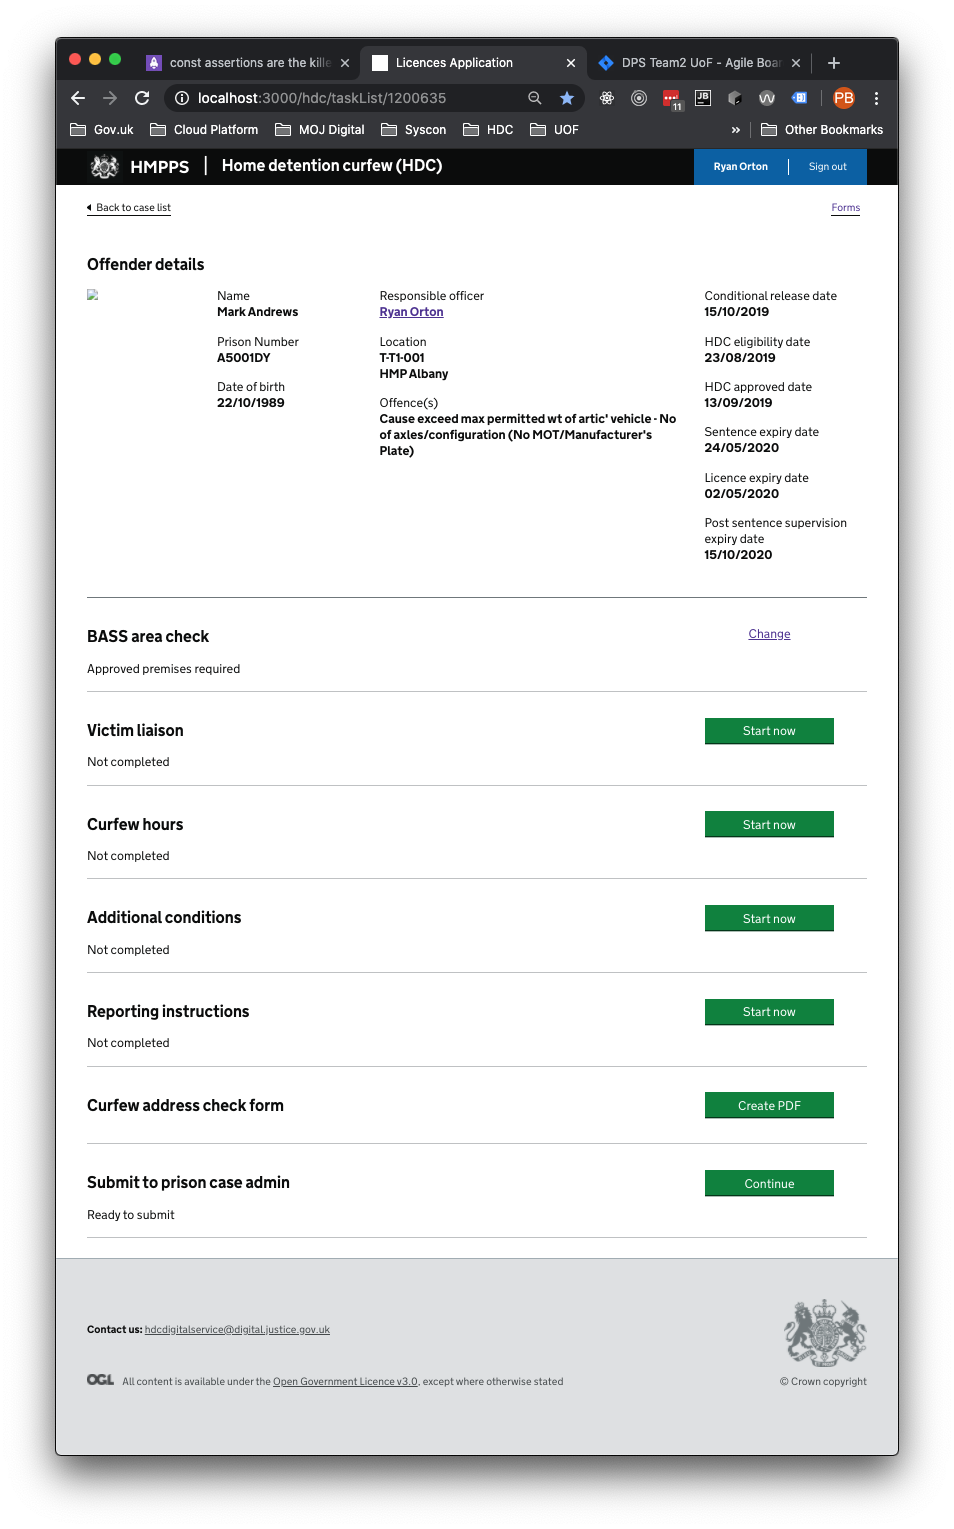 const assertions are the kille
Licences Application
DPS Team2 UoF - Agile Boar
localhost:3000/hdc/taskList/1200635
11
JB
PB
Gov.uk
Cloud Platform
MOJ Digital
Syscon
HDC
UOF
»
Other Bookmarks
HMPPS
Home detention curfew (HDC)
Ryan Orton
Sign out
Back to case list
Forms
Offender details
Name
Mark Andrews
Prison Number
A5001DY
Date of birth
22/10/1989
Responsible officer
Ryan Orton
Location
T-T1-001
HMP Albany
Offence(s)
Cause exceed max permitted wt of artic' vehicle - No
of axles/configuration (No MOT/Manufacturer's
Plate)
Conditional release date
15/10/2019
HDC eligibility date
23/08/2019
HDC approved date
13/09/2019
Sentence expiry date
24/05/2020
Licence expiry date
02/05/2020
Post sentence supervision
expiry date
15/10/2020
BASS area check
Change
Approved premises required
Victim liaison
Start now
Not completed
Curfew hours
Start now
Not completed
Additional conditions
Start now
Not completed
Reporting instructions
Start now
Not completed
Curfew address check form
Create PDF
Submit to prison case admin
Continue
Ready to submit
Contact us: hdcdigitalservice@digital.justice.gov.uk
OGL All content is available under the Open Government Licence v3.0, except where otherwise stated
© Crown copyright